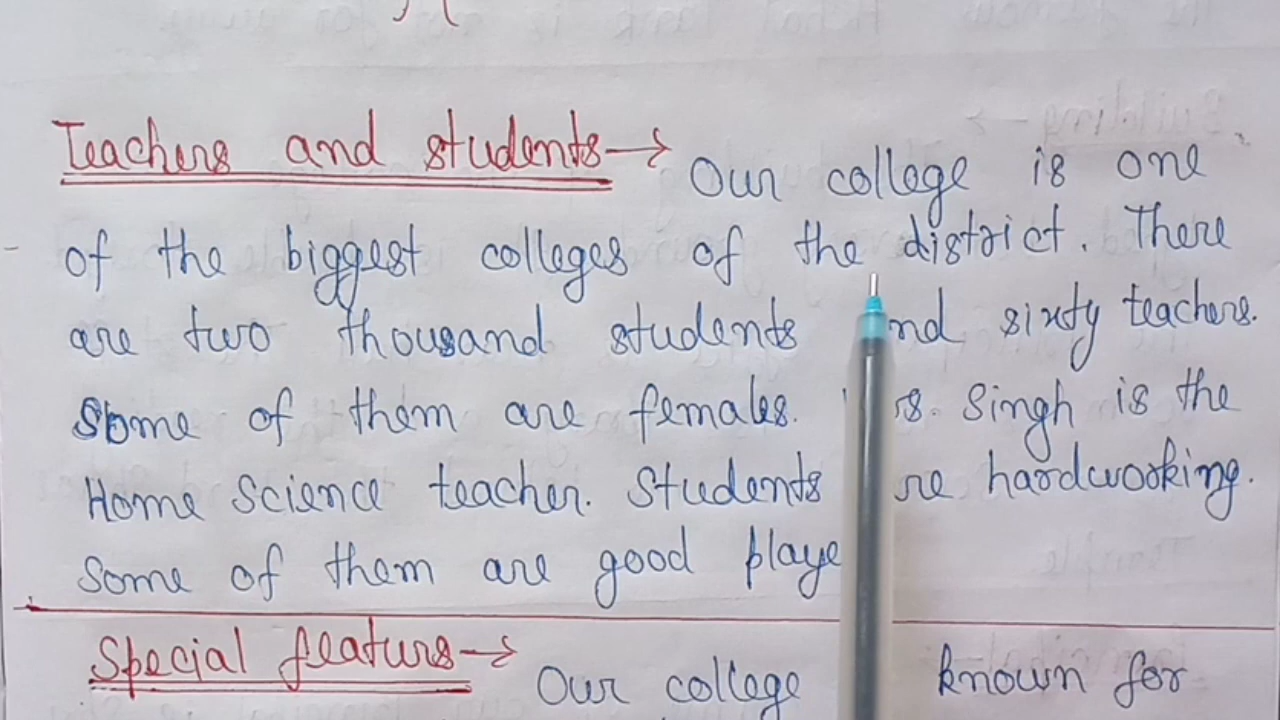 Teachers and students→ Our college is one
of the biggest colleges of the district. There
are two thousand students nd sixty teachers.
Some of them are females. rs. Singh is the
Home Science teacher. Students re hardworking.
Some of them are good playe
Special featurs→ Our college known for